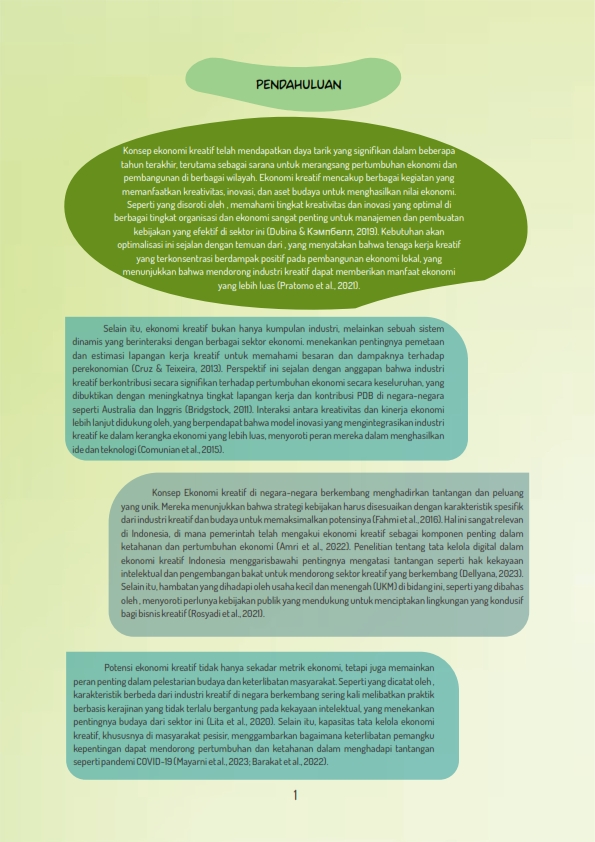 PENDAHULUAN
Konsep ekonomi kreatif telah mendapatkan daya tarik yang signifikan dalam beberapa
tahun terakhir, terutama sebagai sarana untuk merangsang pertumbuhan ekonomi dan
pembangunan di berbagai wilayah. Ekonomi kreatif mencakup berbagai kegiatan yang
memanfaatkan kreativitas, inovasi, dan aset budaya untuk menghasilkan nilai ekonomi.
Seperti yang disoroti oleh , memahami tingkat kreativitas dan inovasi yang optimal di
berbagai tingkat organisasi dan ekonomi sangat penting untuk manajemen dan pembuatan
kebijakan yang efektif di sektor ini (Dubina & Кэмпбелл, 2019). Kebutuhan akan
optimalisasi ini sejalan dengan temuan dari , yang menyatakan bahwa tenaga kerja kreatif
yang terkonsentrasi berdampak positif pada pembangunan ekonomi lokal, yang
menunjukkan bahwa mendorong industri kreatif dapat memberikan manfaat ekonomi
yang lebih luas (Pratomo et al., 2021).
Selain itu, ekonomi kreatif bukan hanya kumpulan industri, melainkan sebuah sistem
dinamis yang berinteraksi dengan berbagai sektor ekonomi. menekankan pentingnya pemetaan
dan estimasi lapangan kerja kreatif untuk memahami besaran dan dampaknya terhadap
perekonomian (Cruz & Teixeira, 2013). Perspektif ini sejalan dengan anggapan bahwa industri
kreatif berkontribusi secara signifikan terhadap pertumbuhan ekonomi secara keseluruhan, yang
dibuktikan dengan meningkatnya tingkat lapangan kerja dan kontribusi PDB di negara-negara
seperti Australia dan Inggris (Bridgstock, 2011). Interaksi antara kreativitas dan kinerja ekonomi
lebih lanjut didukung oleh, yang berpendapat bahwa model inovasi yang mengintegrasikan industri
kreatif ke dalam kerangka ekonomi yang lebih luas, menyoroti peran mereka dalam menghasilkan
ide dan teknologi (Comunian et al., 2015).
Konsep Ekonomi kreatif di negara-negara berkembang menghadirkan tantangan dan peluang
yang unik. Mereka menunjukkan bahwa strategi kebijakan harus disesuaikan dengan karakteristik spesifik
dari industri kreatif dan budaya untuk memaksimalkan potensinya (Fahmi et al., 2016). Hal ini sangat relevan
di Indonesia, di mana pemerintah telah mengakui ekonomi kreatif sebagai komponen penting dalam
ketahanan dan pertumbuhan ekonomi (Amri et al., 2022). Penelitian tentang tata kelola digital dalam
ekonomi kreatif Indonesia menggarisbawahi pentingnya mengatasi tantangan seperti hak kekayaan
intelektual dan pengembangan bakat untuk mendorong sektor kreatif yang berkembang (Dellyana, 2023).
Selain itu, hambatan yang dihadapi oleh usaha kecil dan menengah (UKM) di bidang ini, seperti yang dibahas
oleh , menyoroti perlunya kebijakan publik yang mendukung untuk menciptakan lingkungan yang kondusif
bagi bisnis kreatif (Rosyadi et al., 2021).
Potensi ekonomi kreatif tidak hanya sekadar metrik ekonomi, tetapi juga memainkan
peran penting dalam pelestarian budaya dan keterlibatan masyarakat. Seperti yang dicatat oleh ,
karakteristik berbeda dari industri kreatif di negara berkembang sering kali melibatkan praktik
berbasis kerajinan yang tidak terlalu bergantung pada kekayaan intelektual, yang menekankan
pentingnya budaya dari sektor ini (Lita et al., 2020). Selain itu, kapasitas tata kelola ekonomi
kreatif, khususnya di masyarakat pesisir, menggambarkan bagaimana keterlibatan pemangku
kepentingan dapat mendorong pertumbuhan dan ketahanan dalam menghadapi tantangan
seperti pandemi COVID-19 (Mayarni et al., 2023; Barakat et al., 2022).
1